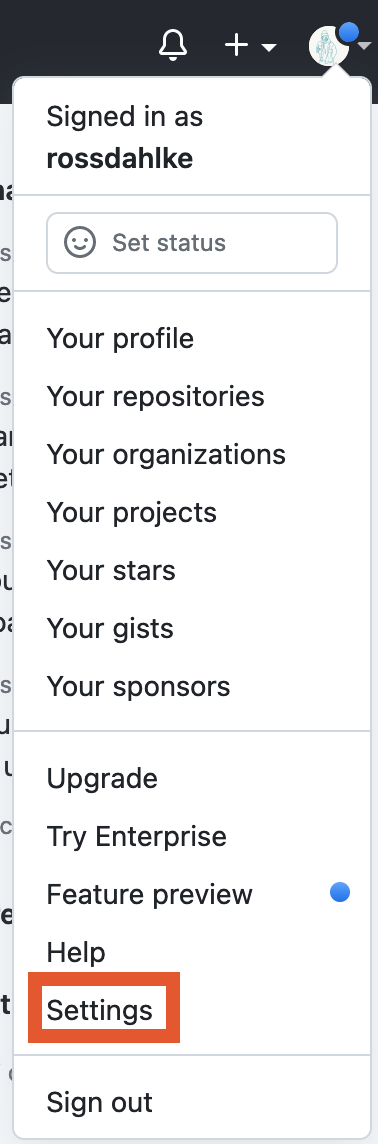 Signed in as
rossdahlke
Set status
Your profile
Your repositories
Your organizations
Your projects
Your stars
Your gists
Your sponsors
Upgrade
Try Enterprise
Feature preview
Help
Settings
Sign out